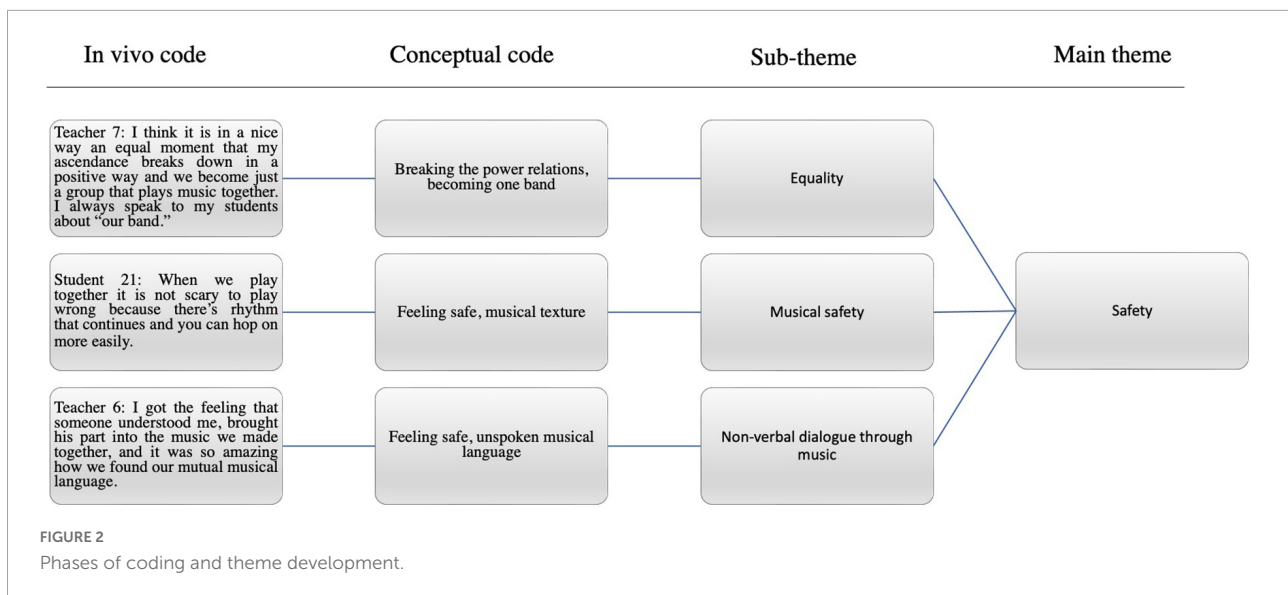 In vivo code
Conceptual code
Sub-theme
Main theme
Teacher 7: I think it is in a nice
way an equal moment that my
ascendance breaks down in a
positive way and we become just
a group that plays music together.
I always speak to my students
about “our band.”
Breaking the power relations,
becoming one band
Equality
Student 21: When we play
together it is not scary to play
wrong because there’s rhythm
that continues and you can hop on
more easily.
Feeling safe, musical texture
Musical safety
Safety
Teacher 6: I got the feeling that
someone understood me, brought
his part into the music we made
together, and it was so amazing
how we found our mutual musical
language.
Feeling safe, unspoken musical
language
Non-verbal dialogue through
music
FIGURE 2
Phases of coding and theme development.